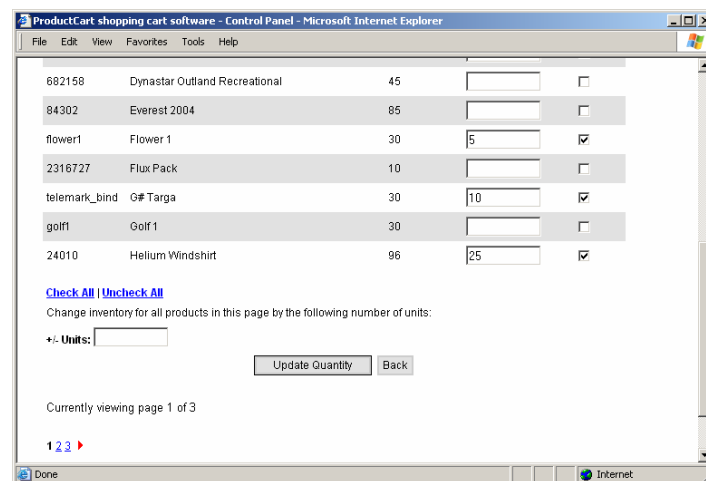 ProductCart shopping cart software - Control Panel - Microsoft Internet Explorer
File Edit View Favorites Tools Help
682158 Dynastar Outland Recreational 45
84302 Everest 2004 85
flower1 Flower 1 30 5
2316727 Flux Pack 10
telemark_bind G# Targa 30 10
golf1 Golf 1 30
24010 Helium Windshirt 96 25
Check All | Uncheck All
Change inventory for all products in this page by the following number of units:
+/- Units:
Update Quantity Back
Currently viewing page 1 of 3
1 2 3
Done Internet